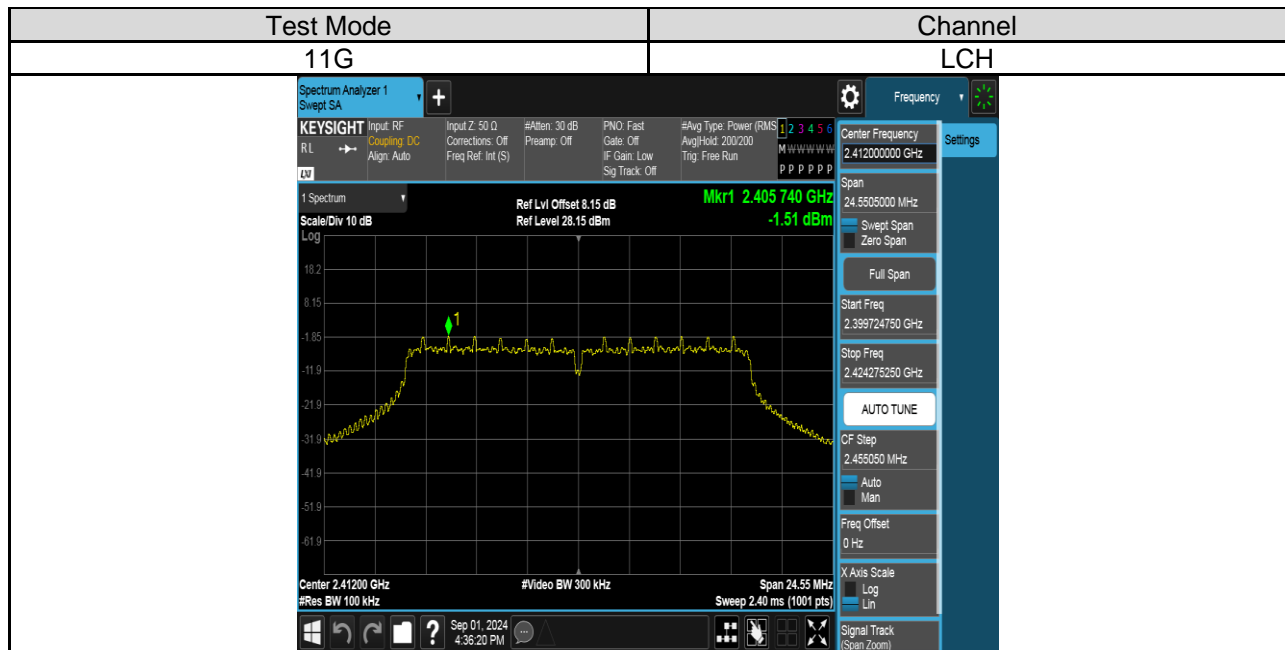 Test Mode Channel
11G LCH
Spectrum Analyzer 1
Swept SA
Frequency
KEYSIGHT
RL
LXI
Input: RF
Coupling: DC
Align: Auto
Input Z: 50 Ω
Corrections: Off
Freq Ref: Int (S)
#Atten: 30 dB
Preamp: Off
PNO: Fast
Gate: Off
IF Gain: Low
Sig Track: Off
#Avg Type: Power (RMS
Avg|Hold: 200/200
Trig: Free Run
1 2 3 4 5 6
M W W W W W
P P P P P P
1 Spectrum
Scale/Div 10 dB
Ref Lvl Offset 8.15 dB
Ref Level 28.15 dBm
Mkr1 2.405 740 GHz
-1.51 dBm
Log
18.2
8.15
-1.85
-11.9
-21.9
-31.9
-41.9
-51.9
-61.9
1
Center 2.41200 GHz
#Res BW 100 kHz
#Video BW 300 kHz
Span 24.55 MHz
Sweep 2.40 ms (1001 pts)
Sep 01, 2024
4:36:20 PM
Center Frequency
2.412000000 GHz
Settings
Span
24.5505000 MHz
Swept Span
Zero Span
Full Span
Start Freq
2.399724750 GHz
Stop Freq
2.424275250 GHz
AUTO TUNE
CF Step
2.455050 MHz
Auto
Man
Freq Offset
0 Hz
X Axis Scale
Log
Lin
Signal Track
(Span Zoom)